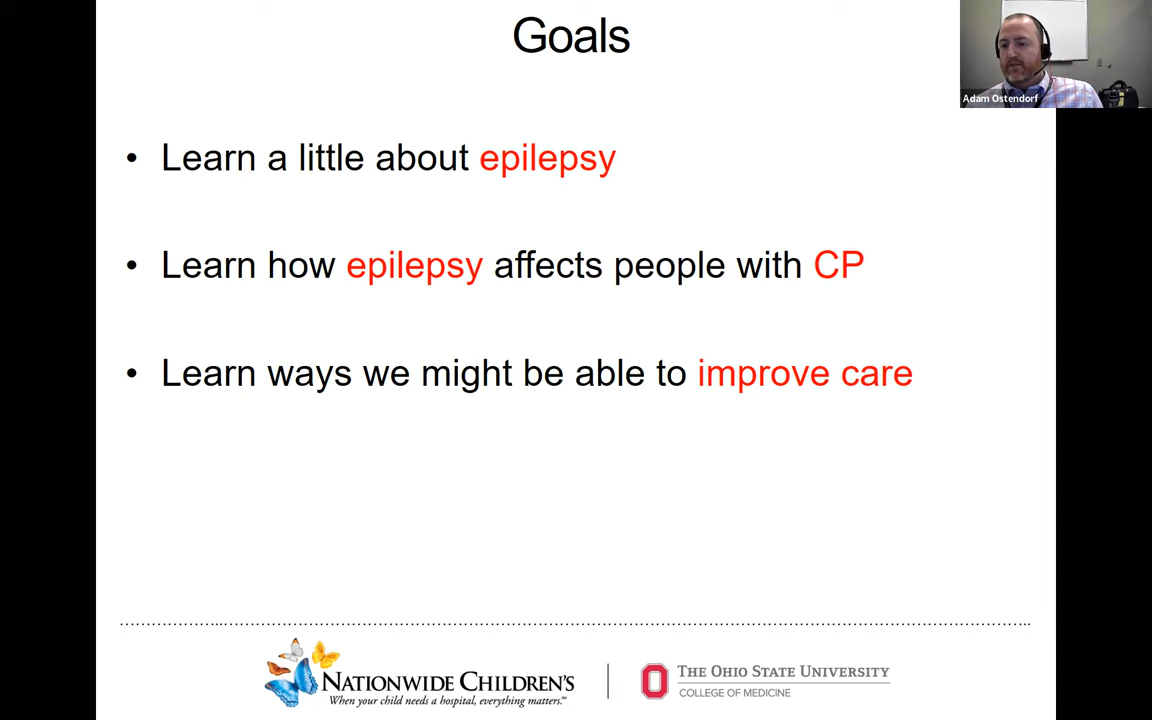 Goals
Adam Ostendorf
• Learn a little about epilepsy
• Learn how epilepsy affects people with CP
• Learn ways we might be able to improve care
NATIONWIDE CHILDREN'S
When your child needs a hospital, everything matters.℠
THE OHIO STATE UNIVERSITY
COLLEGE OF MEDICINE